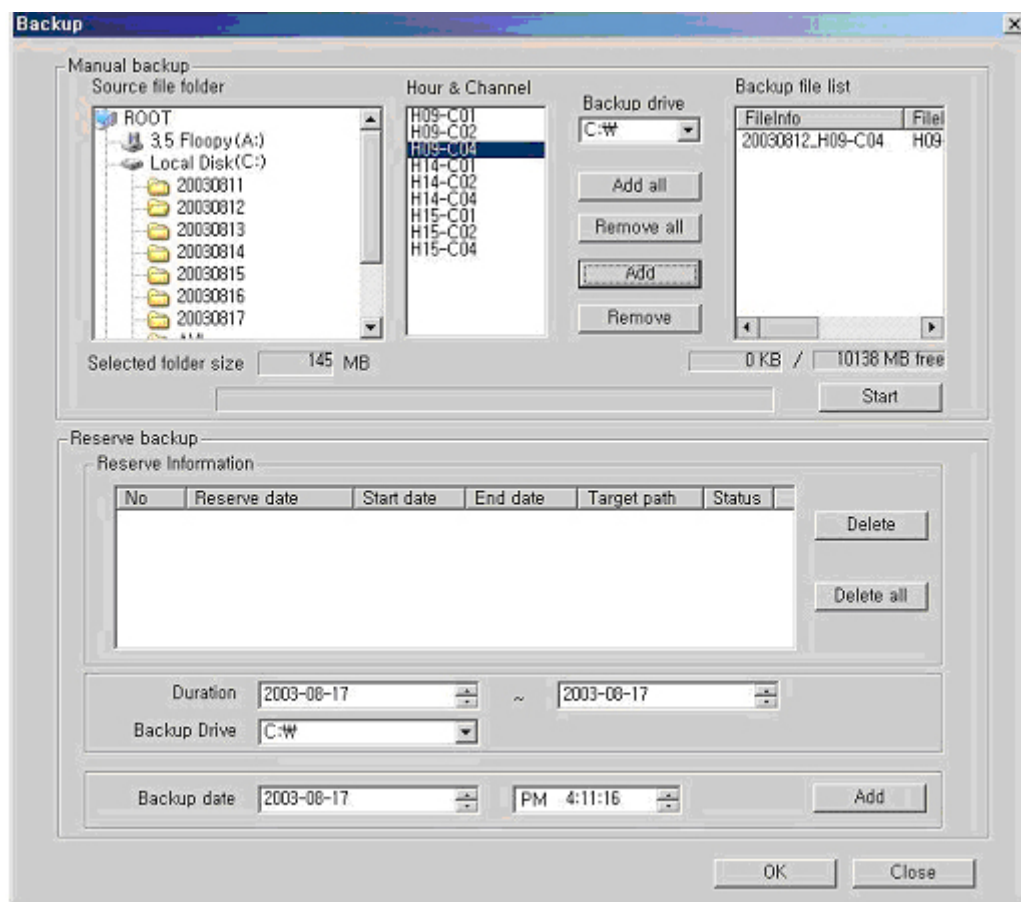 Backup
Manual backup
Source file folder
ROOT
3.5 Floopy(A:)
Local Disk(C:)
20030811
20030812
20030813
20030814
20030815
20030816
20030817
Selected folder size 145 MB
Hour & Channel
H09-C01
H09-C02
H09-C04
H14-C01
H14-C02
H14-C04
H15-C01
H15-C02
H15-C04
Backup drive
C:₩
Add all
Remove all
Add
Remove
Backup file list
FileInfo
20030812_H09-C04 H09-
0 KB / 10138 MB free
Start
Reserve backup
Reserve Information
No Reserve date Start date End date Target path Status
Delete
Delete all
Duration 2003-08-17 ~ 2003-08-17
Backup Drive C:₩
Backup date 2003-08-17 PM 4:11:16 Add
OK Close